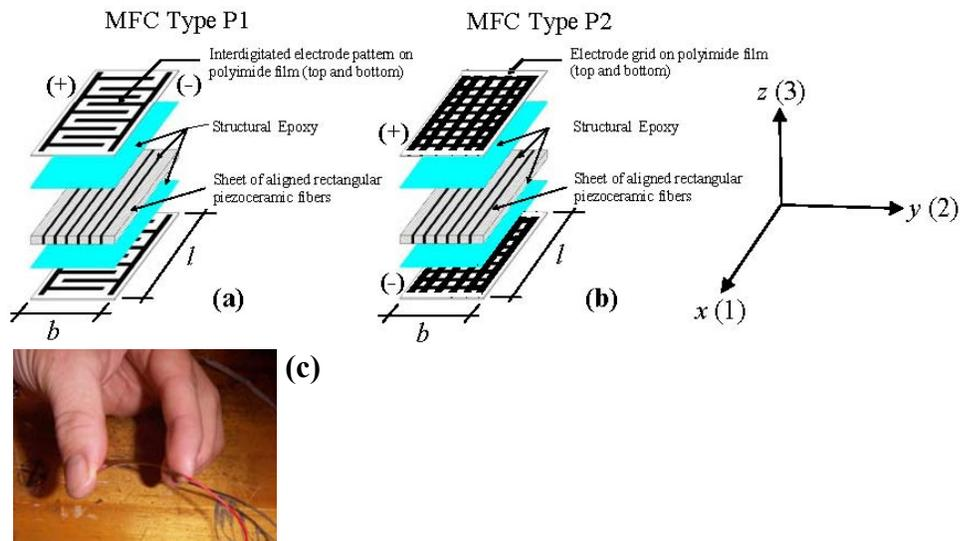 MFC Type P1
Interdigitated electrode pattern on
polyimide film (top and bottom)
(+)
(-)
Structural Epoxy
Sheet of aligned rectangular
piezoceramic fibers
l
(a)
b
MFC Type P2
Electrode grid on polyimide film
(top and bottom)
(+)
Structural Epoxy
Sheet of aligned rectangular
piezoceramic fibers
(-)
l
(b)
b
z (3)
y (2)
x (1)
(c)